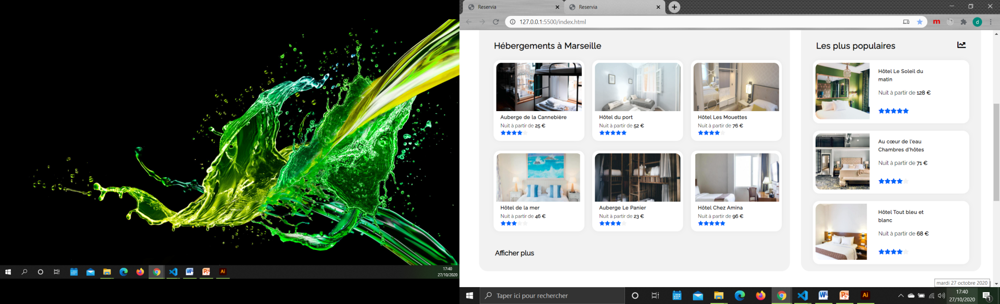 17:40
27/10/2020
Reservia
Reservia
127.0.0.1:5500/index.html
m
d
Hébergements à Marseille
Auberge de la Cannebière
Nuit à partir de 25 €
Hôtel du port
Nuit à partir de 52 €
Hôtel Les Mouettes
Nuit à partir de 76 €
Hôtel de la mer
Nuit à partir de 46 €
Auberge Le Panier
Nuit à partir de 23 €
Hôtel Chez Amina
Nuit à partir de 96 €
Afficher plus
Les plus populaires
Hôtel Le Soleil du
matin
Nuit à partir de 128 €
Au cœur de l'eau
Chambres d'hôtes
Nuit à partir de 71 €
Hôtel Tout bleu et
blanc
Nuit à partir de 68 €
mardi 27 octobre 2020
Taper ici pour rechercher
17:40
27/10/2020
1